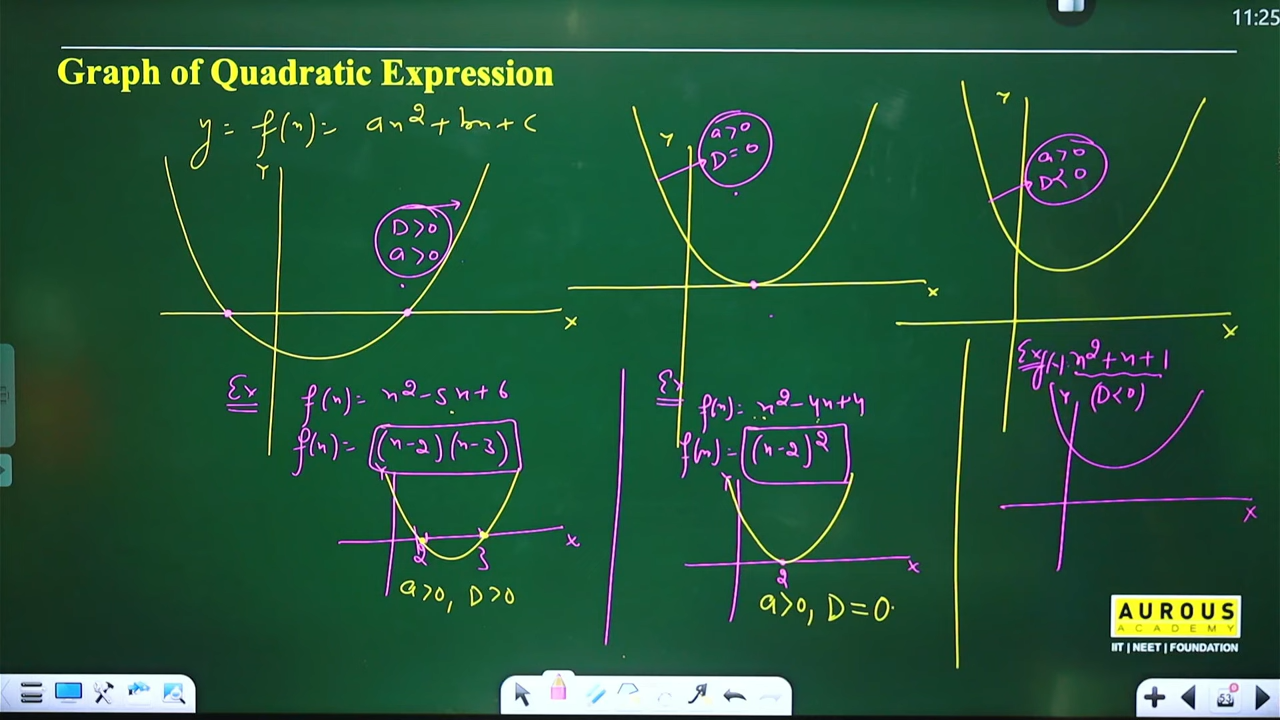 11:25
Graph of Quadratic Expression
y = f(x) = ax² + bx + c
Y
D>0
a>0
X
Y
a>0
D=0
X
Y
a>0
D<0
X
Ex
f(x) = x² - 5x + 6
f(x) = (x-2)(x-3)
Y
2
3
X
a>0, D>0
Ex
f(x) = x² - 4x + 4
f(x) = (x-2)²
Y
2
X
a>0, D=0
Ex f(x) = x² + x + 1
(D<0)
Y
X
AUROUS
ACADEMY
IIT | NEET | FOUNDATION
53